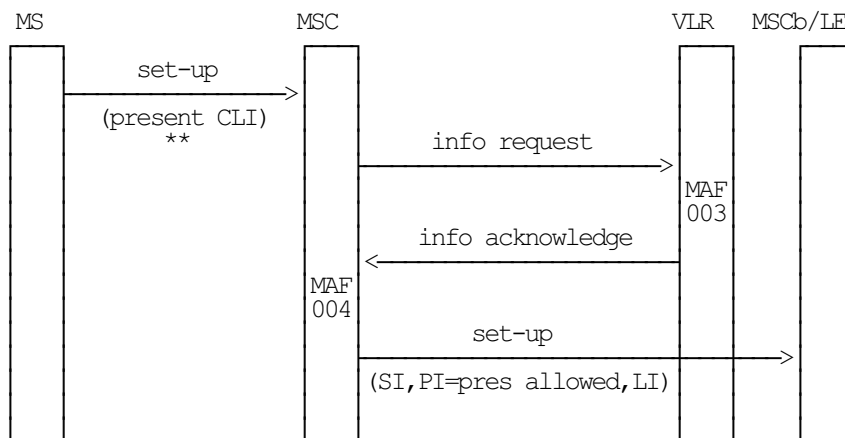 MS MSC VLR MSCb/LE
set-up
(present CLI)
**
info request
MAF
003
info acknowledge
MAF
004
set-up
(SI,PI=pres allowed,LI)